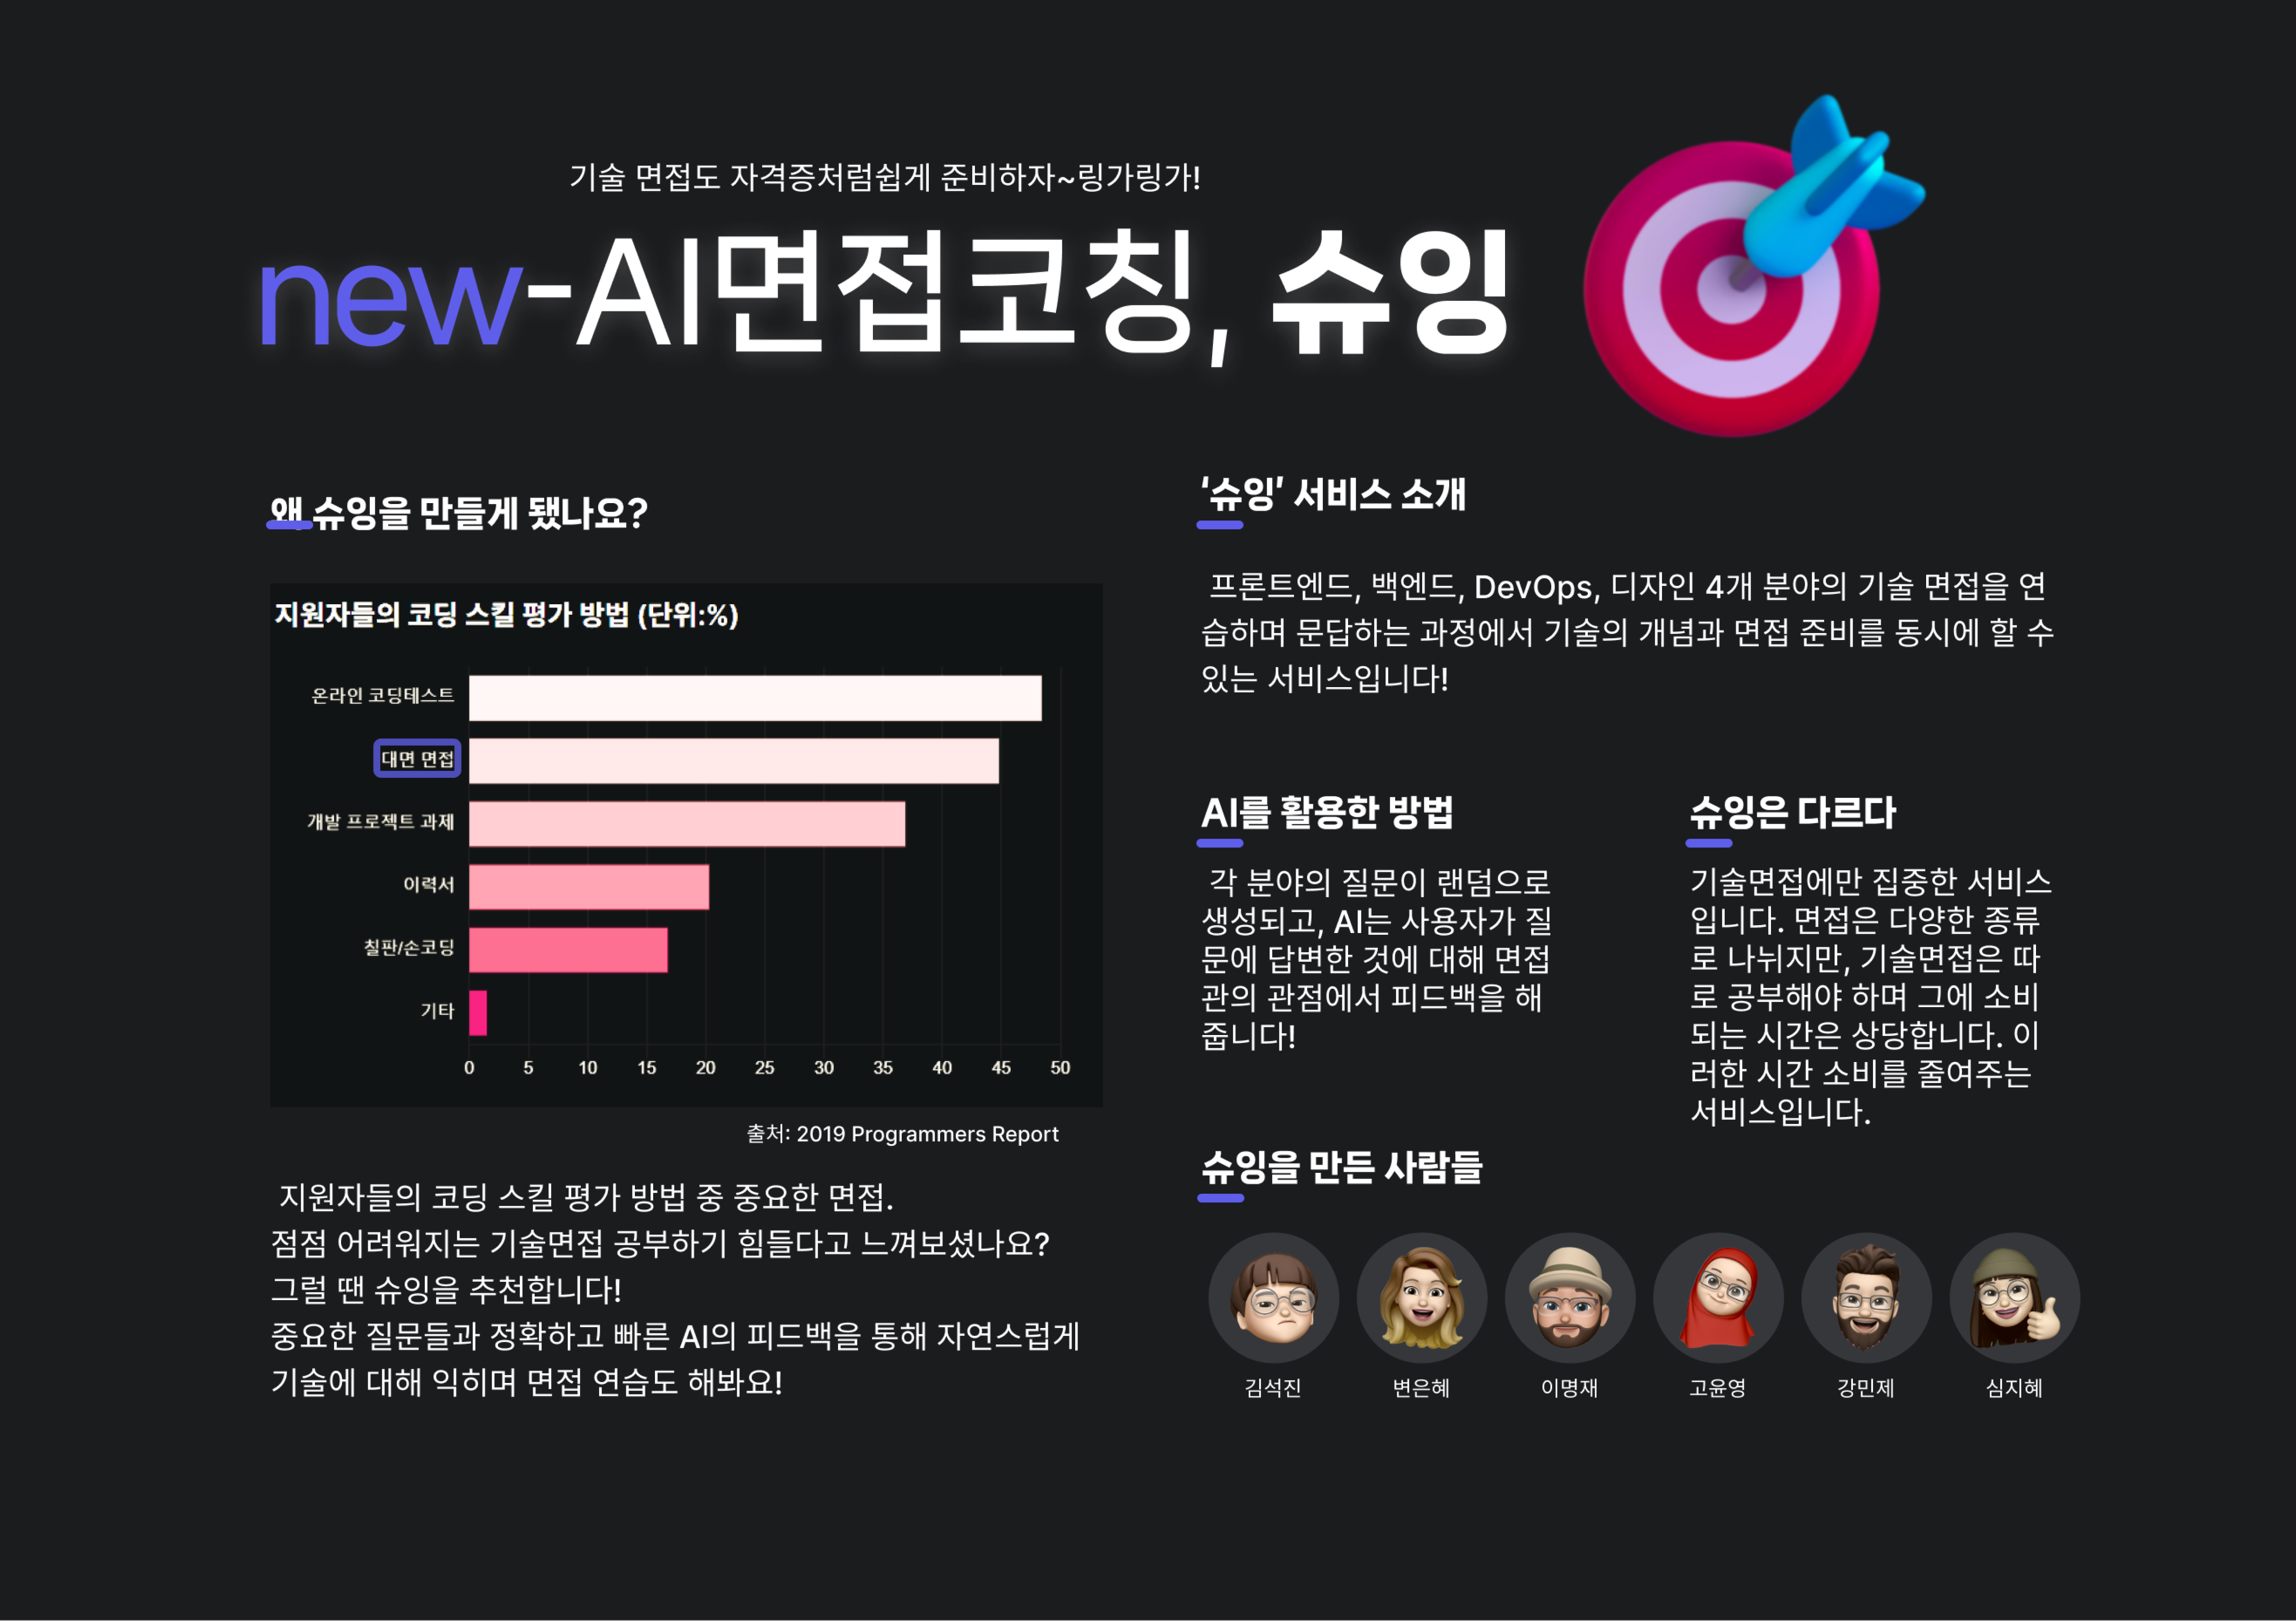 기술 면접도 자격증처럼쉽게 준비하자~링가링가!
new-AI면접코칭, 슈잉
왜 슈잉을 만들게 됐나요?
지원자들의 코딩 스킬 평가 방법 (단위:%)
온라인 코딩테스트
대면 면접
개발 프로젝트 과제
이력서
칠판/손코딩
기타
0 5 10 15 20 25 30 35 40 45 50
출처: 2019 Programmers Report
지원자들의 코딩 스킬 평가 방법 중 중요한 면접.
점점 어려워지는 기술면접 공부하기 힘들다고 느껴보셨나요?
그럴 땐 슈잉을 추천합니다!
중요한 질문들과 정확하고 빠른 AI의 피드백을 통해 자연스럽게
기술에 대해 익히며 면접 연습도 해봐요!
‘슈잉’ 서비스 소개
프론트엔드, 백엔드, DevOps, 디자인 4개 분야의 기술 면접을 연
습하며 문답하는 과정에서 기술의 개념과 면접 준비를 동시에 할 수
있는 서비스입니다!
AI를 활용한 방법
각 분야의 질문이 랜덤으로
생성되고, AI는 사용자가 질
문에 답변한 것에 대해 면접
관의 관점에서 피드백을 해
줍니다!
슈잉은 다르다
기술면접에만 집중한 서비스
입니다. 면접은 다양한 종류
로 나뉘지만, 기술면접은 따
로 공부해야 하며 그에 소비
되는 시간은 상당합니다. 이
러한 시간 소비를 줄여주는
서비스입니다.
슈잉을 만든 사람들
김석진 변은혜 이명재 고윤영 강민제 심지혜